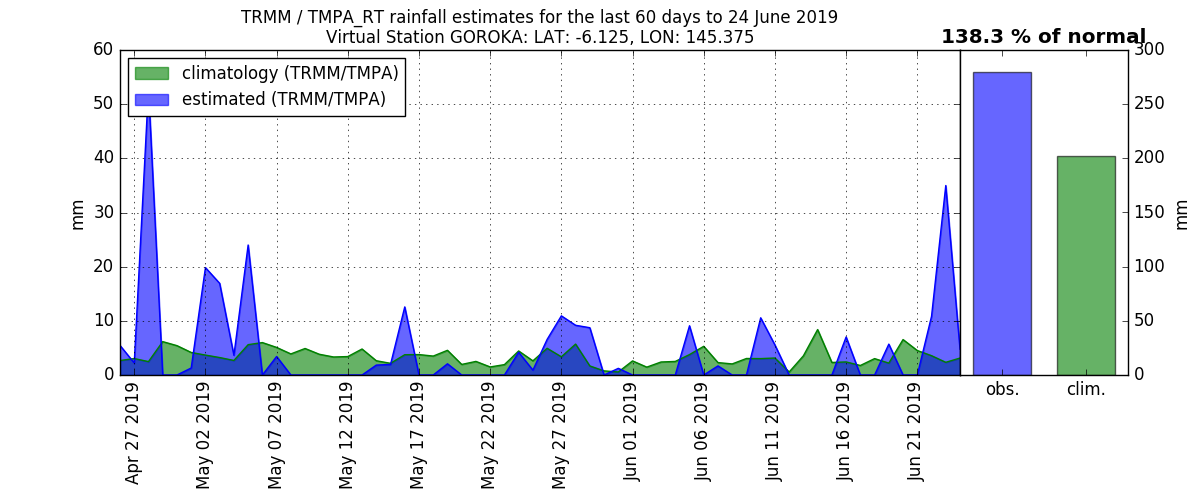 TRMM / TMPA_RT rainfall estimates for the last 60 days to 24 June 2019
Virtual Station GOROKA: LAT: -6.125, LON: 145.375
138.3 % of normal
climatology (TRMM/TMPA)
estimated (TRMM/TMPA)
60
50
40
30
20
10
0
mm
300
250
200
150
100
50
0
mm
Apr 27 2019
May 02 2019
May 07 2019
May 12 2019
May 17 2019
May 22 2019
May 27 2019
Jun 01 2019
Jun 06 2019
Jun 11 2019
Jun 16 2019
Jun 21 2019
obs.
clim.